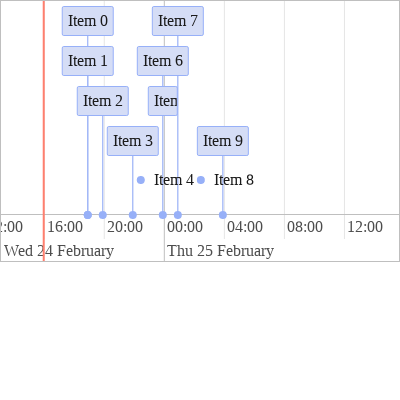 Item 0 Item 7
Item 1 Item 6
Item 2
Item 3 Item 9
Item 4 Item 8
:00 16:00 20:00 00:00 04:00 08:00 12:00
Wed 24 February Thu 25 February